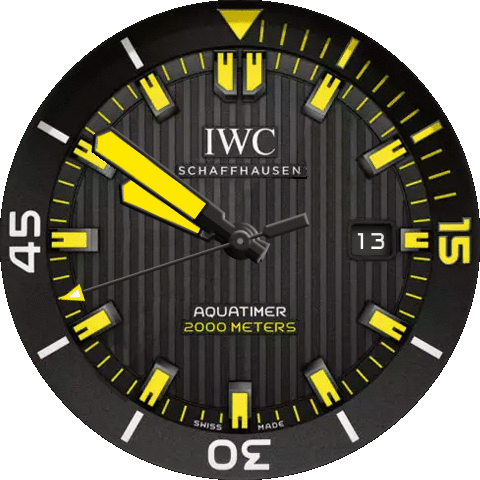 IWC
SCHAFFHAUSEN
45
13
15
AQUATIMER
2000 METERS
SWISS MADE
30